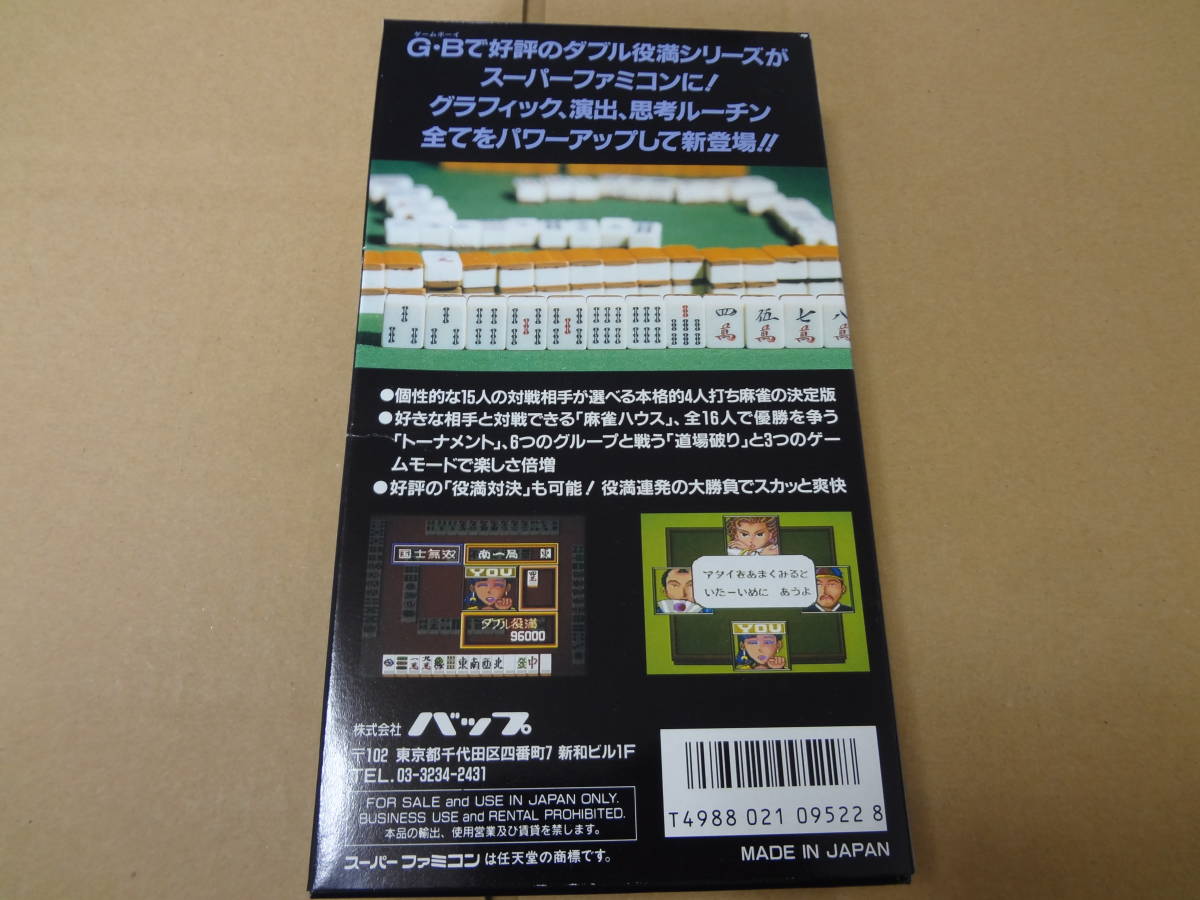 ゲームボーイ
G・Bで好評のダブル役満シリーズが
スーパーファミコンに!
グラフィック、演出、思考ルーチン
全てをパワーアップして新登場!!
四 伍 七 八
萬 萬 萬
●個性的な15人の対戦相手が選べる本格的4人打ち麻雀の決定版
●好きな相手と対戦できる「麻雀ハウス」、全16人で優勝を争う
「トーナメント」、6つのグループと戦う「道場破り」と3つのゲー
ムモードで楽しさ倍増
●好評の「役満対決」も可能! 役満連発の大勝負でスカッと爽快
国士無双 南一局 東
YOU
ダブル役満
96000
東南西北 中
アタイをあまくみると
いたーいめに あうよ
YOU
株式会社 バップ
〒102 東京都千代田区四番町7 新和ビル1F
TEL.03-3234-2431
FOR SALE and USE IN JAPAN ONLY.
BUSINESS USE and RENTAL PROHIBITED.
本品の輸出、使用営業及び賃貸を禁じます。
スーパーファミコンは任天堂の商標です。
T4988 021 09522 8
MADE IN JAPAN